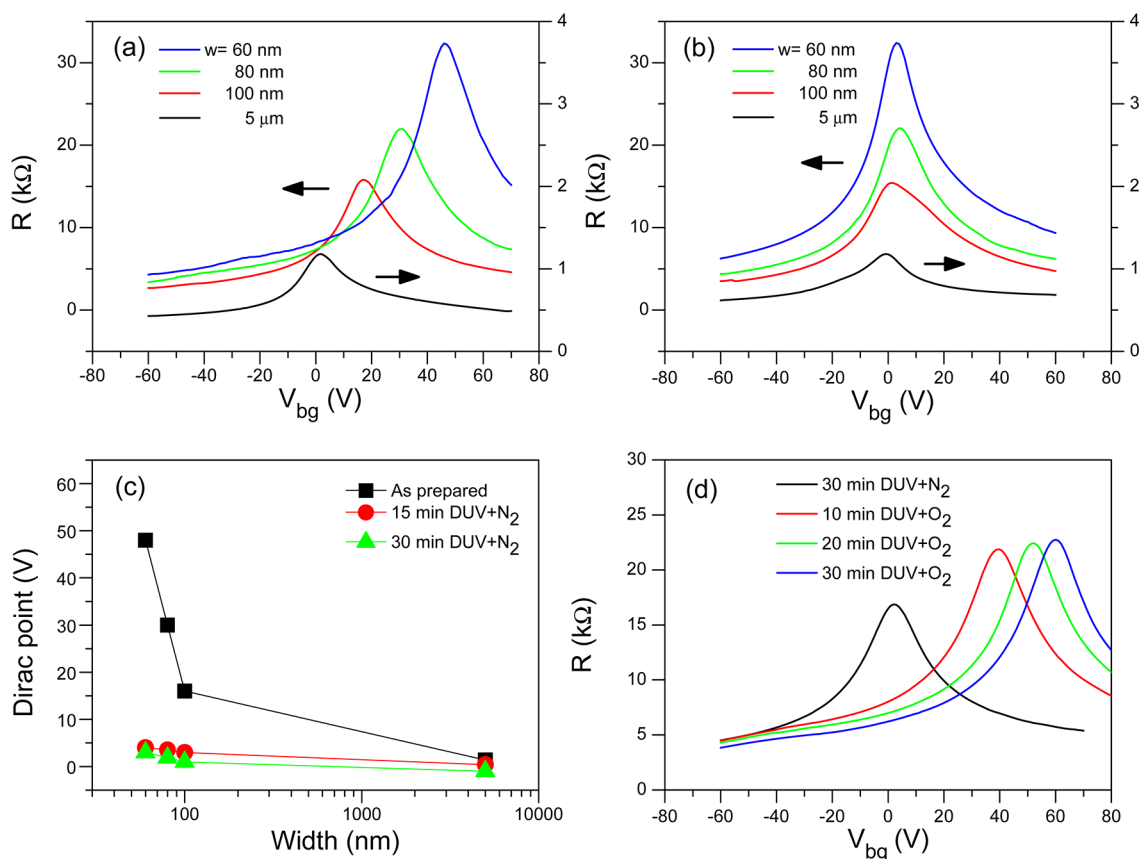 (a)
w= 60 nm
80 nm
100 nm
5 μm
R (kΩ)
30
20
10
0
4
3
2
1
0
-80 -60 -40 -20 0 20 40 60 80
V_bg (V)
(b)
w= 60 nm
80 nm
100 nm
5 μm
R (kΩ)
30
20
10
0
4
3
2
1
0
-80 -60 -40 -20 0 20 40 60 80
V_bg (V)
(c)
As prepared
15 min DUV+N2
30 min DUV+N2
Dirac point (V)
60
50
40
30
20
10
0
100 1000 10000
Width (nm)
(d)
30 min DUV+N2
10 min DUV+O2
20 min DUV+O2
30 min DUV+O2
R (kΩ)
30
25
20
15
10
5
0
-80 -60 -40 -20 0 20 40 60 80
V_bg (V)